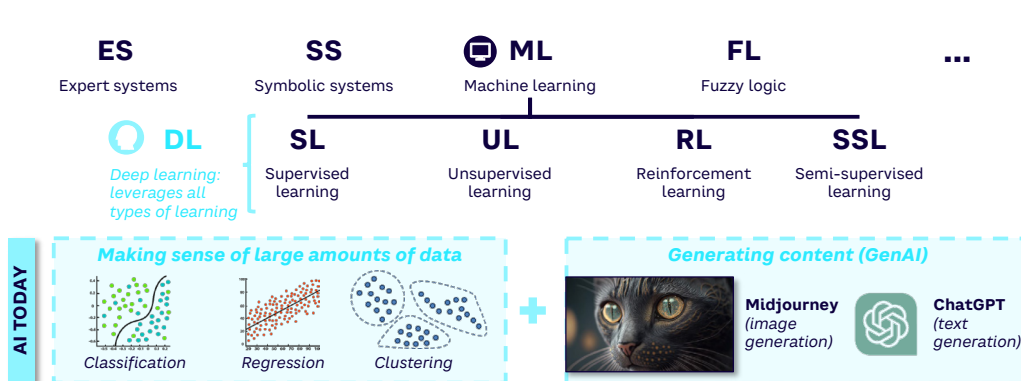 ES
SS
ML
FL
...
Expert systems
Symbolic systems
Machine learning
Fuzzy logic
DL
SL
UL
RL
SSL
Deep learning:
leverages all
types of learning
Supervised
learning
Unsupervised
learning
Reinforcement
learning
Semi-supervised
learning
AI TODAY
Making sense of large amounts of data
Classification
Regression
Clustering
Generating content (GenAI)
Midjourney
(image
generation)
ChatGPT
(text
generation)